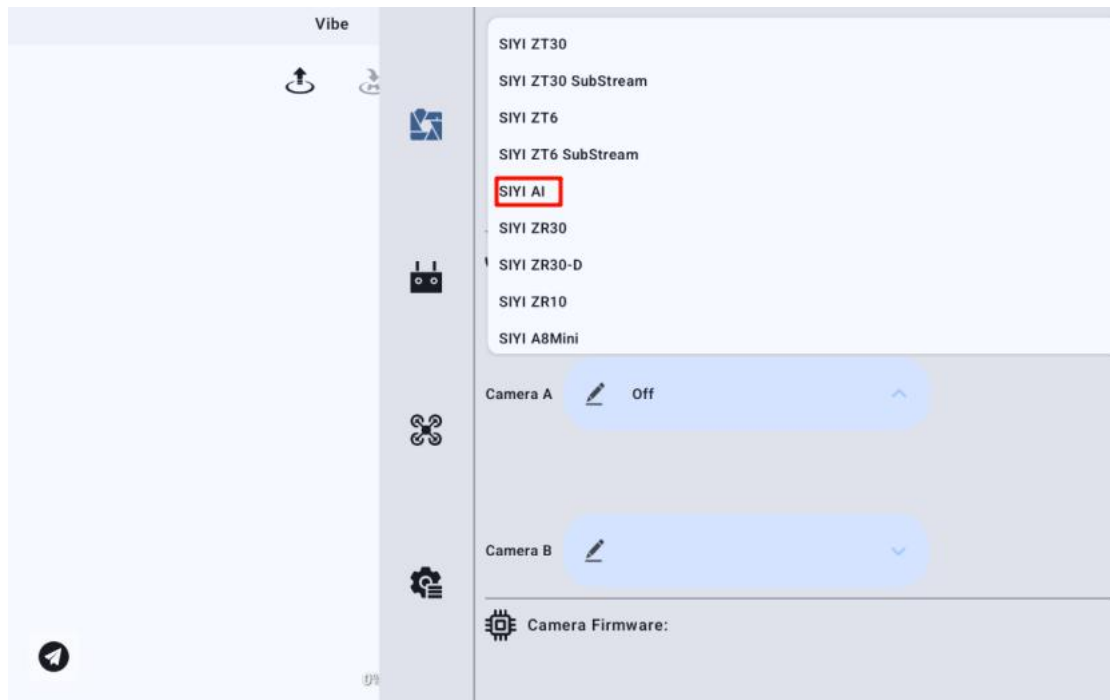 Vibe
SIYI ZT30
SIYI ZT30 SubStream
SIYI ZT6
SIYI ZT6 SubStream
SIYI AI
SIYI ZR30
SIYI ZR30-D
SIYI ZR10
SIYI A8Mini
Camera A Off
Camera B
Camera Firmware: